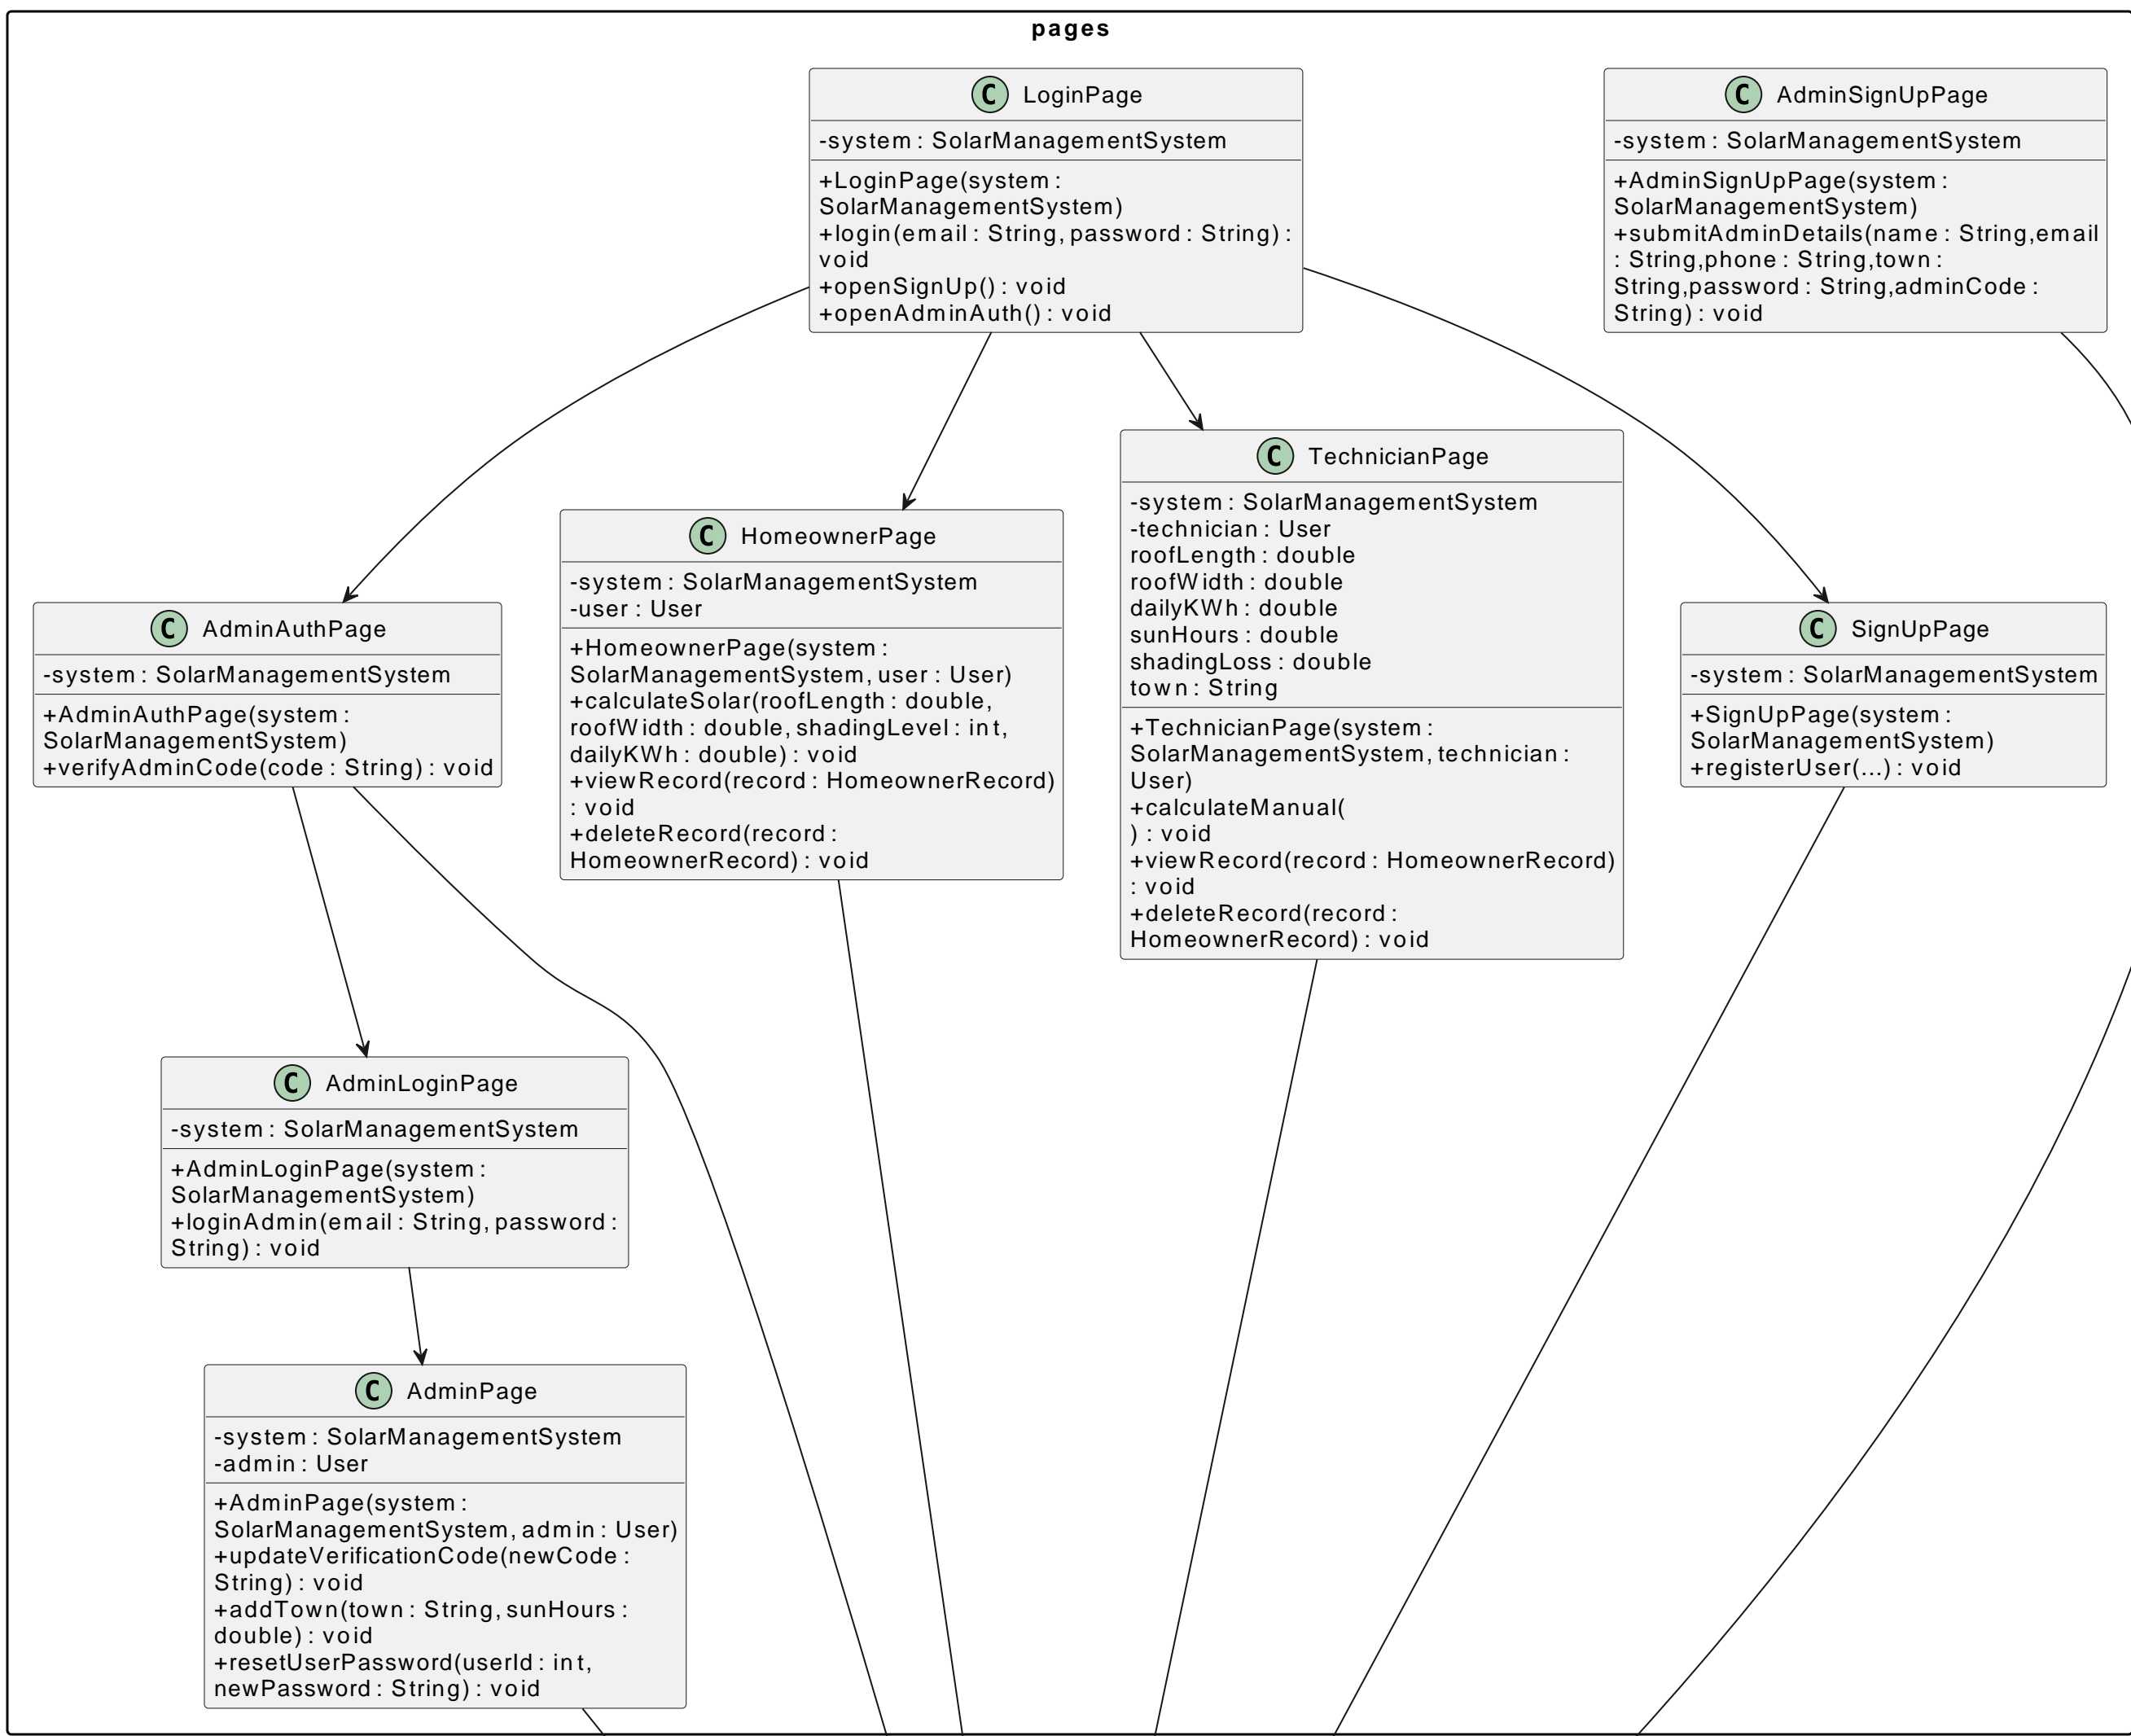 pages
C LoginPage
-system : SolarManagementSystem
+LoginPage(system :
SolarManagementSystem)
+login(email : String, password : String) :
void
+openSignUp() : void
+openAdminAuth() : void
C AdminSignUpPage
-system : SolarManagementSystem
+AdminSignUpPage(system :
SolarManagementSystem)
+submitAdminDetails(name : String,email
: String,phone : String,town :
String,password : String,adminCode :
String) : void
C TechnicianPage
-system : SolarManagementSystem
-technician : User
roofLength : double
roofWidth : double
dailyKWh : double
sunHours : double
shadingLoss : double
town : String
+TechnicianPage(system :
SolarManagementSystem, technician :
User)
+calculateManual(
) : void
+viewRecord(record : HomeownerRecord)
: void
+deleteRecord(record :
HomeownerRecord) : void
C HomeownerPage
-system : SolarManagementSystem
-user : User
+HomeownerPage(system :
SolarManagementSystem, user : User)
+calculateSolar(roofLength : double,
roofWidth : double, shadingLevel : int,
dailyKWh : double) : void
+viewRecord(record : HomeownerRecord)
: void
+deleteRecord(record :
HomeownerRecord) : void
C AdminAuthPage
-system : SolarManagementSystem
+AdminAuthPage(system :
SolarManagementSystem)
+verifyAdminCode(code : String) : void
C SignUpPage
-system : SolarManagementSystem
+SignUpPage(system :
SolarManagementSystem)
+registerUser(...) : void
C AdminLoginPage
-system : SolarManagementSystem
+AdminLoginPage(system :
SolarManagementSystem)
+loginAdmin(email : String, password :
String) : void
C AdminPage
-system : SolarManagementSystem
-admin : User
+AdminPage(system :
SolarManagementSystem, admin : User)
+updateVerificationCode(newCode :
String) : void
+addTown(town : String, sunHours :
double) : void
+resetUserPassword(userId : int,
newPassword : String) : void